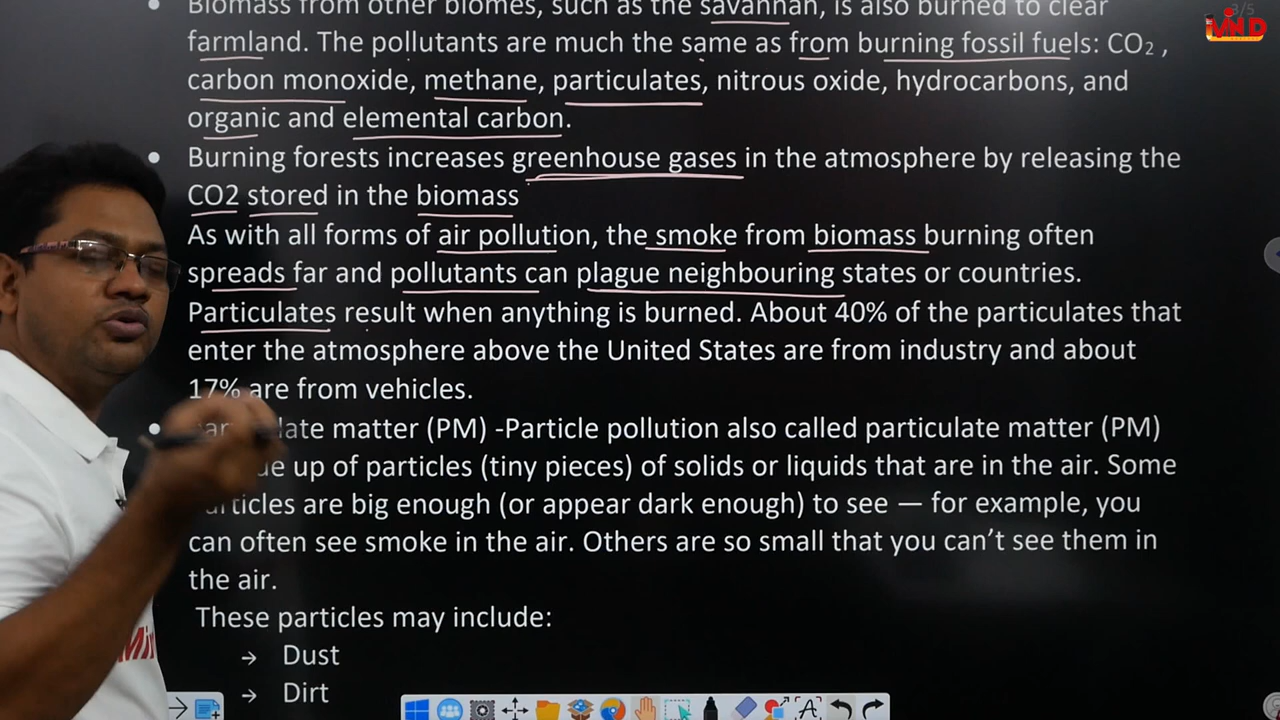 Biomass from other biomes, such as the savannah, is also burned to clear
3/5
MIND
farmland. The pollutants are much the same as from burning fossil fuels: CO₂ ,
carbon monoxide, methane, particulates, nitrous oxide, hydrocarbons, and
organic and elemental carbon.
• Burning forests increases greenhouse gases in the atmosphere by releasing the
CO2 stored in the biomass
As with all forms of air pollution, the smoke from biomass burning often
spreads far and pollutants can plague neighbouring states or countries.
Particulates result when anything is burned. About 40% of the particulates that
enter the atmosphere above the United States are from industry and about
17% are from vehicles.
• matter (PM) -Particle pollution also called particulate matter (PM)
up of particles (tiny pieces) of solids or liquids that are in the air. Some
particles are big enough (or appear dark enough) to see — for example, you
can often see smoke in the air. Others are so small that you can’t see them in
the air.
These particles may include:
→ Dust
→ Dirt